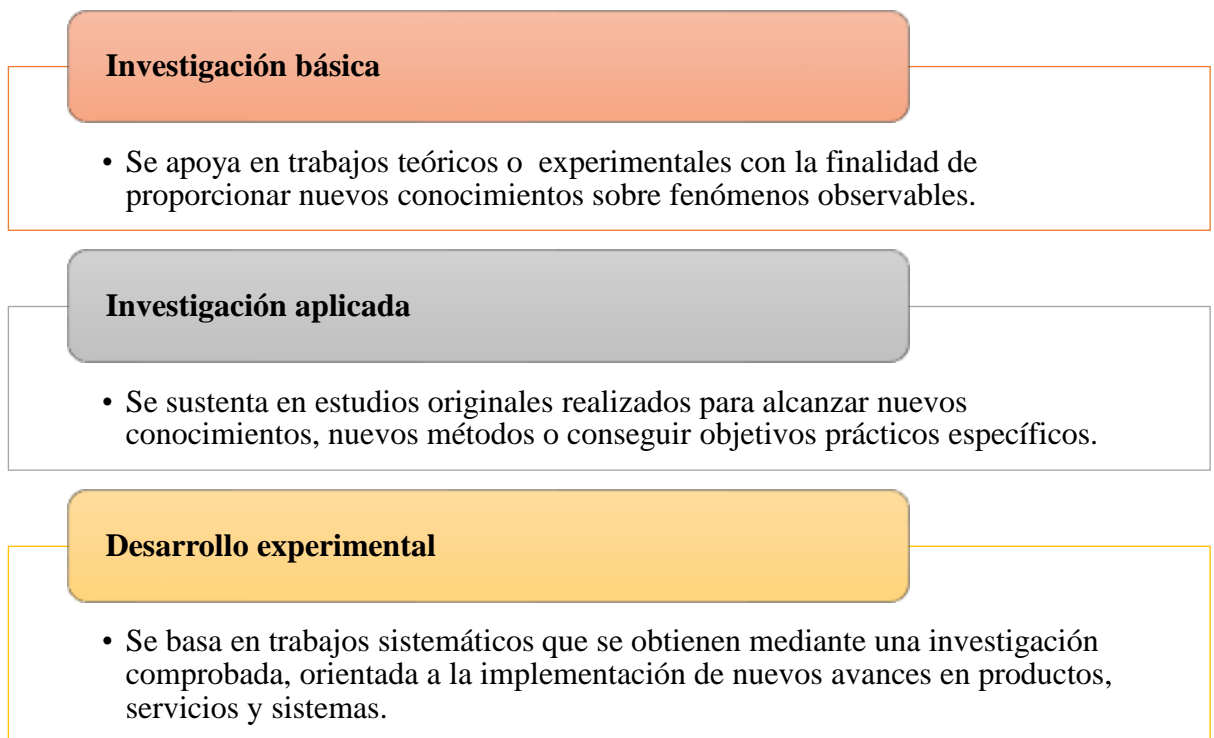 Investigación básica
• Se apoya en trabajos teóricos o experimentales con la finalidad de
proporcionar nuevos conocimientos sobre fenómenos observables.
Investigación aplicada
• Se sustenta en estudios originales realizados para alcanzar nuevos
conocimientos, nuevos métodos o conseguir objetivos prácticos específicos.
Desarrollo experimental
• Se basa en trabajos sistemáticos que se obtienen mediante una investigación
comprobada, orientada a la implementación de nuevos avances en productos,
servicios y sistemas.